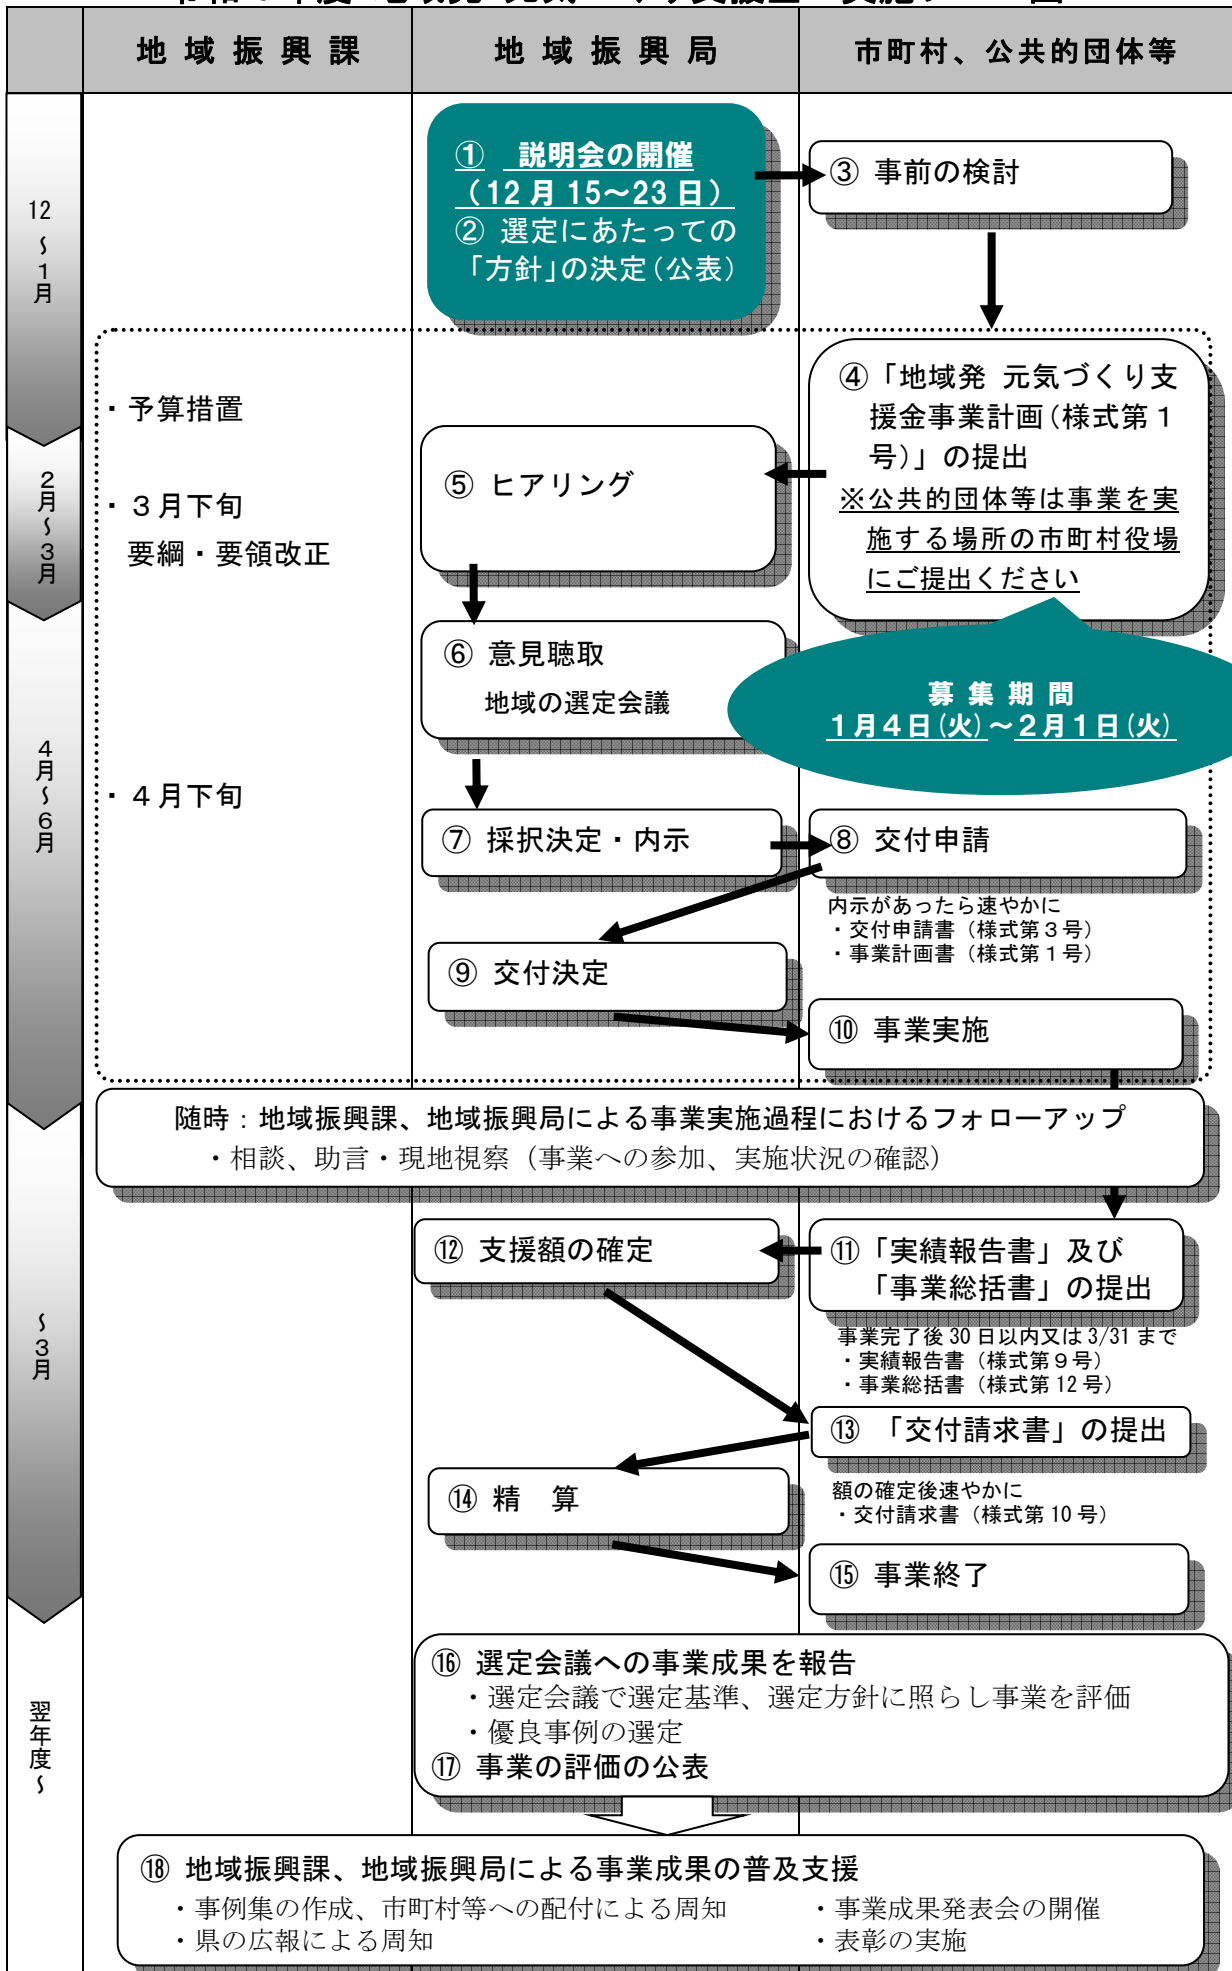 地域振興課
地域振興局
市町村、公共的団体等
12～1月
① 説明会の開催
(12月15～23日)
② 選定にあたっての
「方針」の決定(公表)
③ 事前の検討
・予算措置
④「地域発 元気づくり支
援金事業計画(様式第1
号)」の提出
※公共的団体等は事業を実
施する場所の市町村役場
にご提出ください
2月～3月
・3月下旬
要綱・要領改正
⑤ ヒアリング
募集期間
1月4日(火)～2月1日(火)
4月～6月
⑥ 意見聴取
地域の選定会議
・4月下旬
⑦ 採択決定・内示
⑧ 交付申請
内示があったら速やかに
・交付申請書(様式第3号)
・事業計画書(様式第1号)
⑨ 交付決定
⑩ 事業実施
随時：地域振興課、地域振興局による事業実施過程におけるフォローアップ
・相談、助言・現地視察(事業への参加、実施状況の確認)
～3月
⑫ 支援額の確定
⑪「実績報告書」及び
「事業総括書」の提出
事業完了後30日以内又は3/31まで
・実績報告書(様式第9号)
・事業総括書(様式第12号)
⑬ 「交付請求書」の提出
額の確定後速やかに
・交付請求書(様式第10号)
⑭ 精 算
⑮ 事業終了
翌年度～
⑯ 選定会議への事業成果を報告
・選定会議で選定基準、選定方針に照らし事業を評価
・優良事例の選定
⑰ 事業の評価の公表
⑱ 地域振興課、地域振興局による事業成果の普及支援
・事例集の作成、市町村等への配付による周知
・事業成果発表会の開催
・県の広報による周知
・表彰の実施